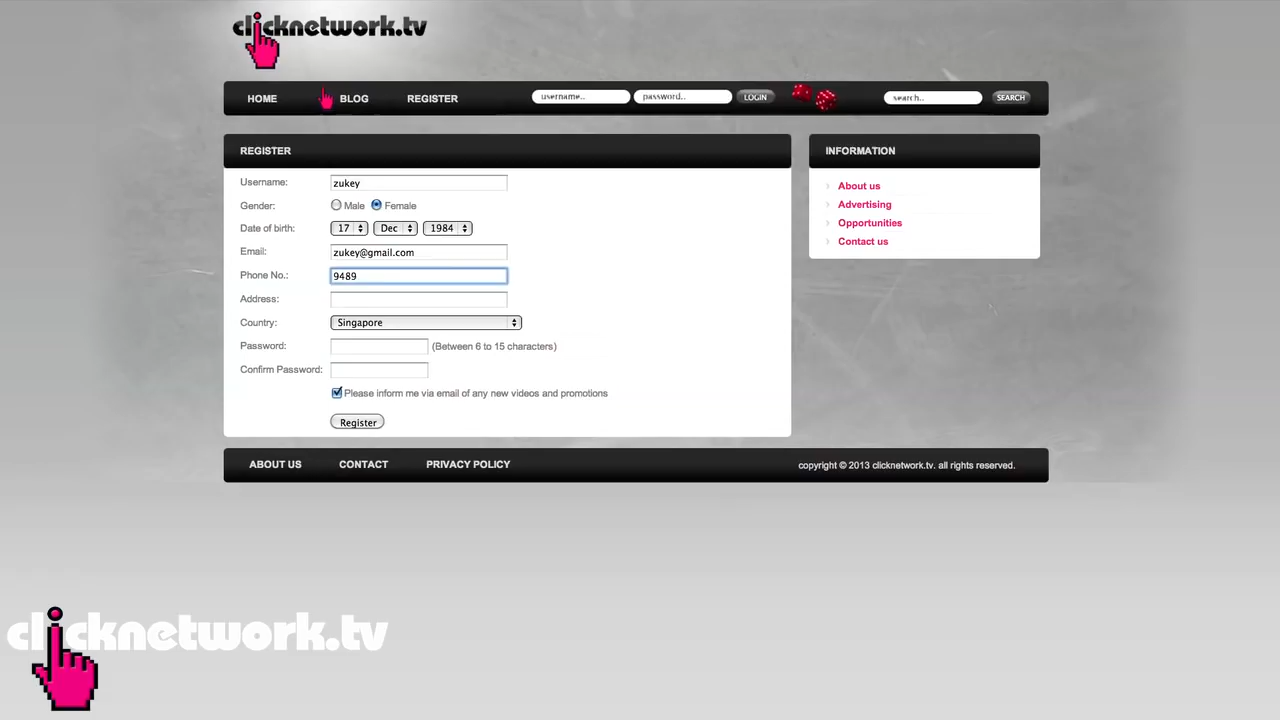 clicknetwork.tv
HOME BLOG REGISTER username.. password.. LOGIN search.. SEARCH
REGISTER
Username: zukey
Gender: Male Female
Date of birth: 17 Dec 1984
Email: zukey@gmail.com
Phone No.: 9489
Address:
Country: Singapore
Password: (Between 6 to 15 characters)
Confirm Password:
Please inform me via email of any new videos and promotions
Register
INFORMATION
About us
Advertising
Opportunities
Contact us
ABOUT US CONTACT PRIVACY POLICY copyright © 2013 clicknetwork.tv. all rights reserved.
clicknetwork.tv